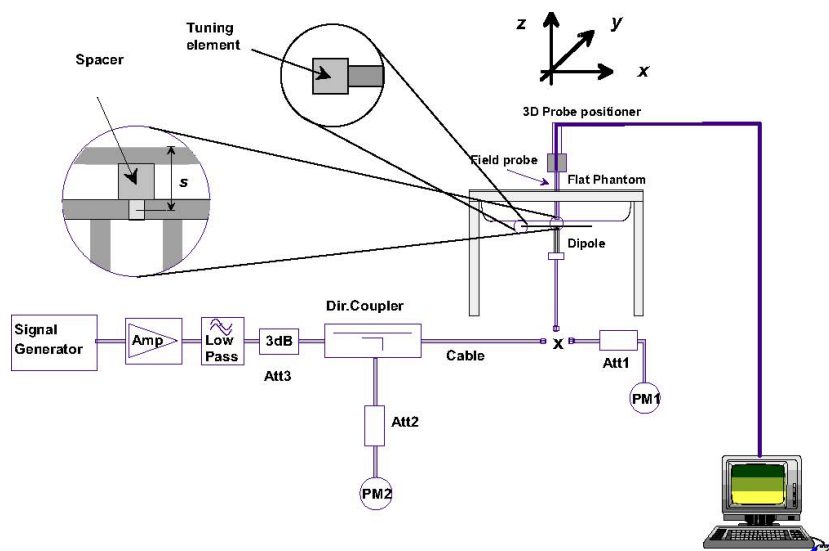 Tuning
element
Spacer
s
z
y
x
3D Probe positioner
Field probe
Flat Phantom
Dipole
Dir.Coupler
Signal
Generator
Amp
Low
Pass
3dB
Att3
Cable
x
Att1
PM1
Att2
PM2